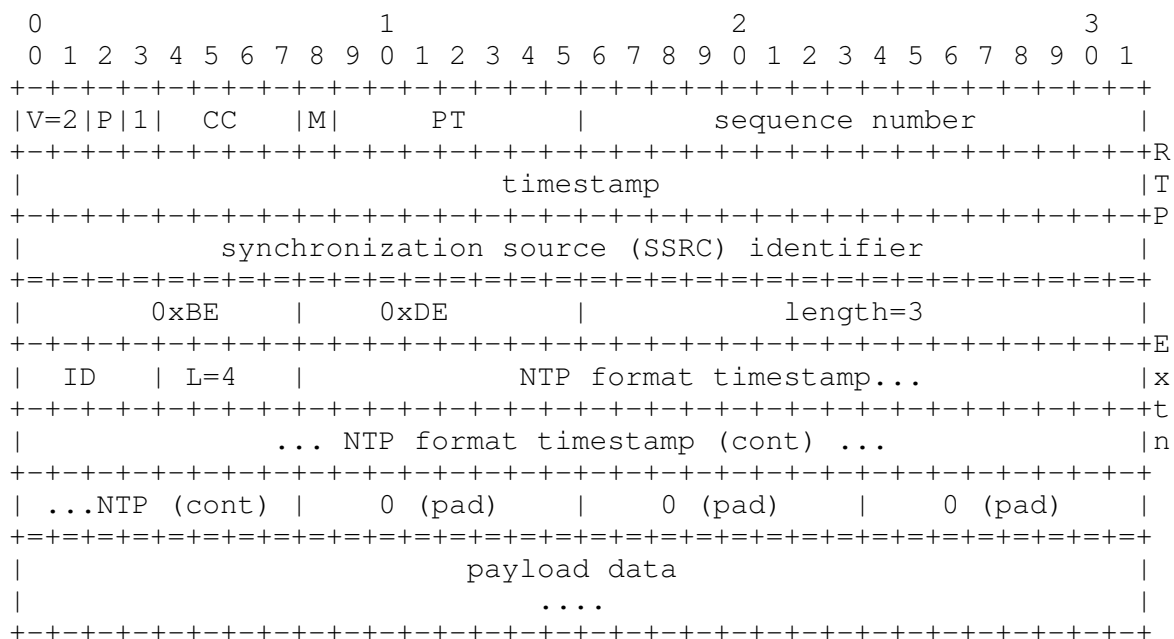 0                   1                   2                   3
 0 1 2 3 4 5 6 7 8 9 0 1 2 3 4 5 6 7 8 9 0 1 2 3 4 5 6 7 8 9 0 1
+-+-+-+-+-+-+-+-+-+-+-+-+-+-+-+-+-+-+-+-+-+-+-+-+-+-+-+-+-+-+-+-+
|V=2|P|1|  CC   |M|     PT      |       sequence number         |
+-+-+-+-+-+-+-+-+-+-+-+-+-+-+-+-+-+-+-+-+-+-+-+-+-+-+-+-+-+-+-+-+R
|                           timestamp                           |T
+-+-+-+-+-+-+-+-+-+-+-+-+-+-+-+-+-+-+-+-+-+-+-+-+-+-+-+-+-+-+-+-+P
|           synchronization source (SSRC) identifier            |
+=+=+=+=+=+=+=+=+=+=+=+=+=+=+=+=+=+=+=+=+=+=+=+=+=+=+=+=+=+=+=+=+
|       0xBE    |    0xDE       |           length=3            |
+-+-+-+-+-+-+-+-+-+-+-+-+-+-+-+-+-+-+-+-+-+-+-+-+-+-+-+-+-+-+-+-+E
|  ID   | L=4   |            NTP format timestamp...            |x
+-+-+-+-+-+-+-+-+-+-+-+-+-+-+-+-+-+-+-+-+-+-+-+-+-+-+-+-+-+-+-+-+t
|              ... NTP format timestamp (cont) ...              |n
+-+-+-+-+-+-+-+-+-+-+-+-+-+-+-+-+-+-+-+-+-+-+-+-+-+-+-+-+-+-+-+-+
| ...NTP (cont) |    0 (pad)    |    0 (pad)    |    0 (pad)    |
+=+=+=+=+=+=+=+=+=+=+=+=+=+=+=+=+=+=+=+=+=+=+=+=+=+=+=+=+=+=+=+=+
|                         payload data                          |
|                             ....                              |
+-+-+-+-+-+-+-+-+-+-+-+-+-+-+-+-+-+-+-+-+-+-+-+-+-+-+-+-+-+-+-+-+